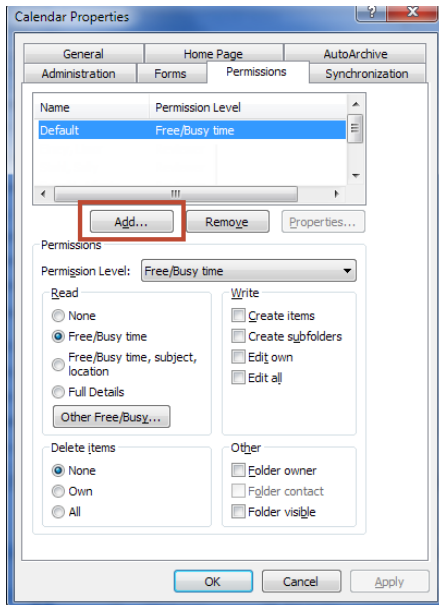 Calendar Properties
General Home Page AutoArchive
Administration Forms Permissions Synchronization
Name Permission Level
Default Free/Busy time
Add... Remove Properties...
Permissions
Permission Level: Free/Busy time
Read
None
Free/Busy time
Free/Busy time, subject,
location
Full Details
Other Free/Busy...
Write
Create items
Create subfolders
Edit own
Edit all
Delete items
None
Own
All
Other
Folder owner
Folder contact
Folder visible
OK Cancel Apply